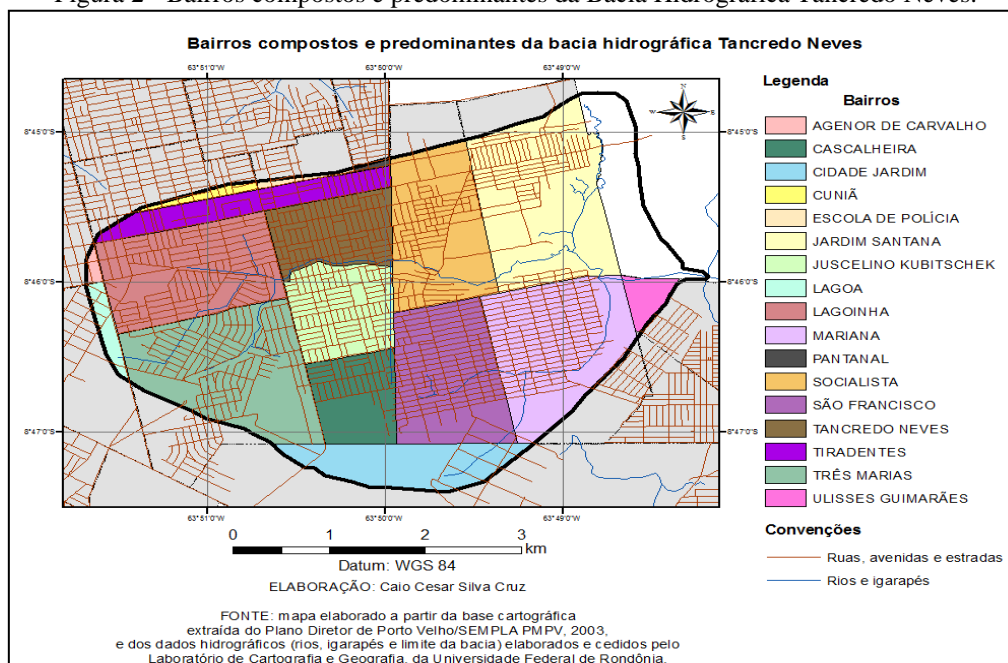 Figura 2 - Bairros compostos e predominantes da Bacia Hidrográfica Tancredo Neves.
Bairros compostos e predominantes da bacia hidrográfica Tancredo Neves
63°51'0"W 63°50'0"W 63°49'0"W
8°45'0"S 8°45'0"S
8°46'0"S 8°46'0"S
8°47'0"S 8°47'0"S
63°51'0"W 63°50'0"W 63°49'0"W
N
W E
S
Legenda
Bairros
AGENOR DE CARVALHO
CASCALHEIRA
CIDADE JARDIM
CUNIÃ
ESCOLA DE POLÍCIA
JARDIM SANTANA
JUSCELINO KUBITSCHEK
LAGOA
LAGOINHA
MARIANA
PANTANAL
SOCIALISTA
SÃO FRANCISCO
TANCREDO NEVES
TIRADENTES
TRÊS MARIAS
ULISSES GUIMARÃES
Convenções
Ruas, avenidas e estradas
Rios e igarapés
0 1 2 3
km
Datum: WGS 84
ELABORAÇÃO: Caio Cesar Silva Cruz
FONTE: mapa elaborado a partir da base cartográfica
extraída do Plano Diretor de Porto Velho/SEMPLA PMPV, 2003,
e dos dados hidrográficos (rios, igarapés e limite da bacia) elaborados e cedidos pelo
Laboratório de Cartografia e Geografia, da Universidade Federal de Rondônia.